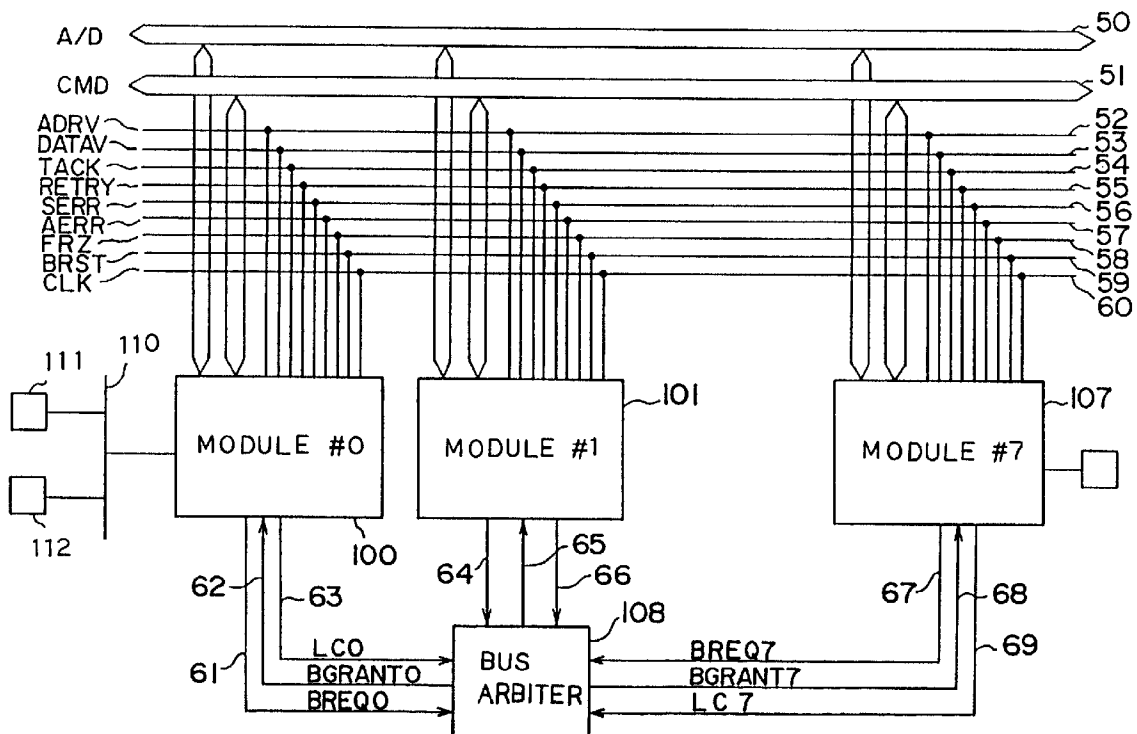 A/D
50
CMD
51
ADRV
52
DATAV
53
TACK
54
RETRY
55
SERR
56
AERR
57
FRZ
58
BRST
59
CLK
60
111
110
101
107
MODULE #0
MODULE #1
MODULE #7
112
100
62
63
64
65
66
67
68
69
61
108
LC0
BUS
ARBITER
BREQ7
BGRANT0
BGRANT7
BREQ0
LC7